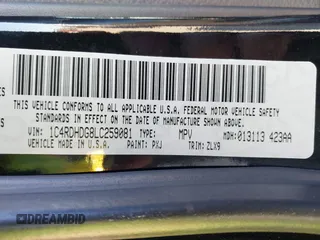 THIS VEHICLE CONFORMS TO ALL APPLICABLE U.S.A. FEDERAL MOTOR VEHICLE SAFETY
STANDARDS IN EFFECT ON THE DATE OF MANUFACTURE SHOWN ABOVE.
VIN: 1C4RDHDG8LC259081 TYPE: MPV MDH: 013113 423AA
MADE IN U.S.A. PAINT: PXJ TRIM: ZLX9
DREAMBID